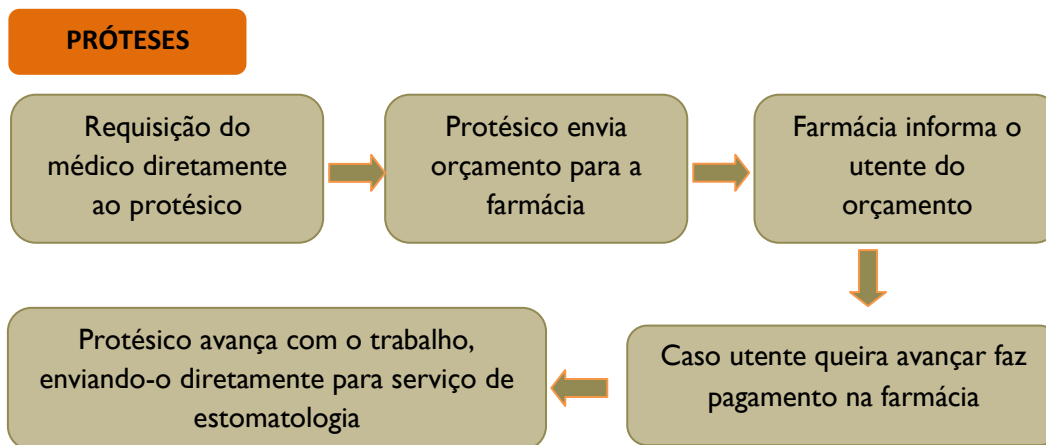 PRÓTESES
Requisição do
médico diretamente
ao protésico
Protésico envia
orçamento para a
farmácia
Farmácia informa o
utente do
orçamento
Caso utente queira avançar faz
pagamento na farmácia
Protésico avança com o trabalho,
enviando-o diretamente para serviço de
estomatologia